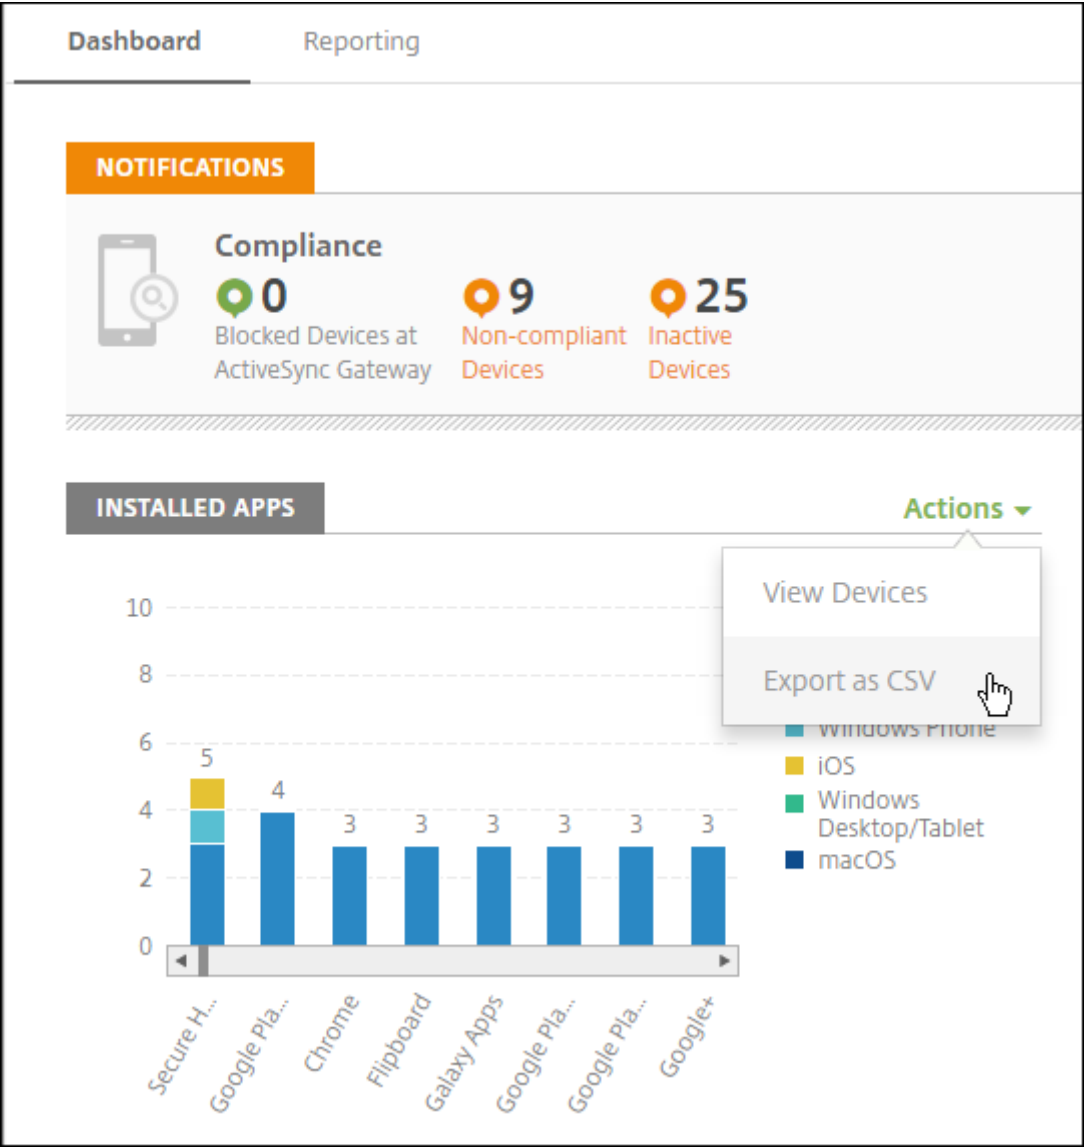 Dashboard
Reporting
NOTIFICATIONS
Compliance
0
Blocked Devices at
ActiveSync Gateway
9
Non-compliant
Devices
25
Inactive
Devices
INSTALLED APPS
Actions
View Devices
Export as CSV
10
8
6
4
2
0
5
4
3
3
3
3
3
3
Windows Phone
iOS
Windows
Desktop/Tablet
macOS
Secure H...
Google Pla...
Chrome
Flipboard
Galaxy Apps
Google Pla...
Google Pla...
Google+